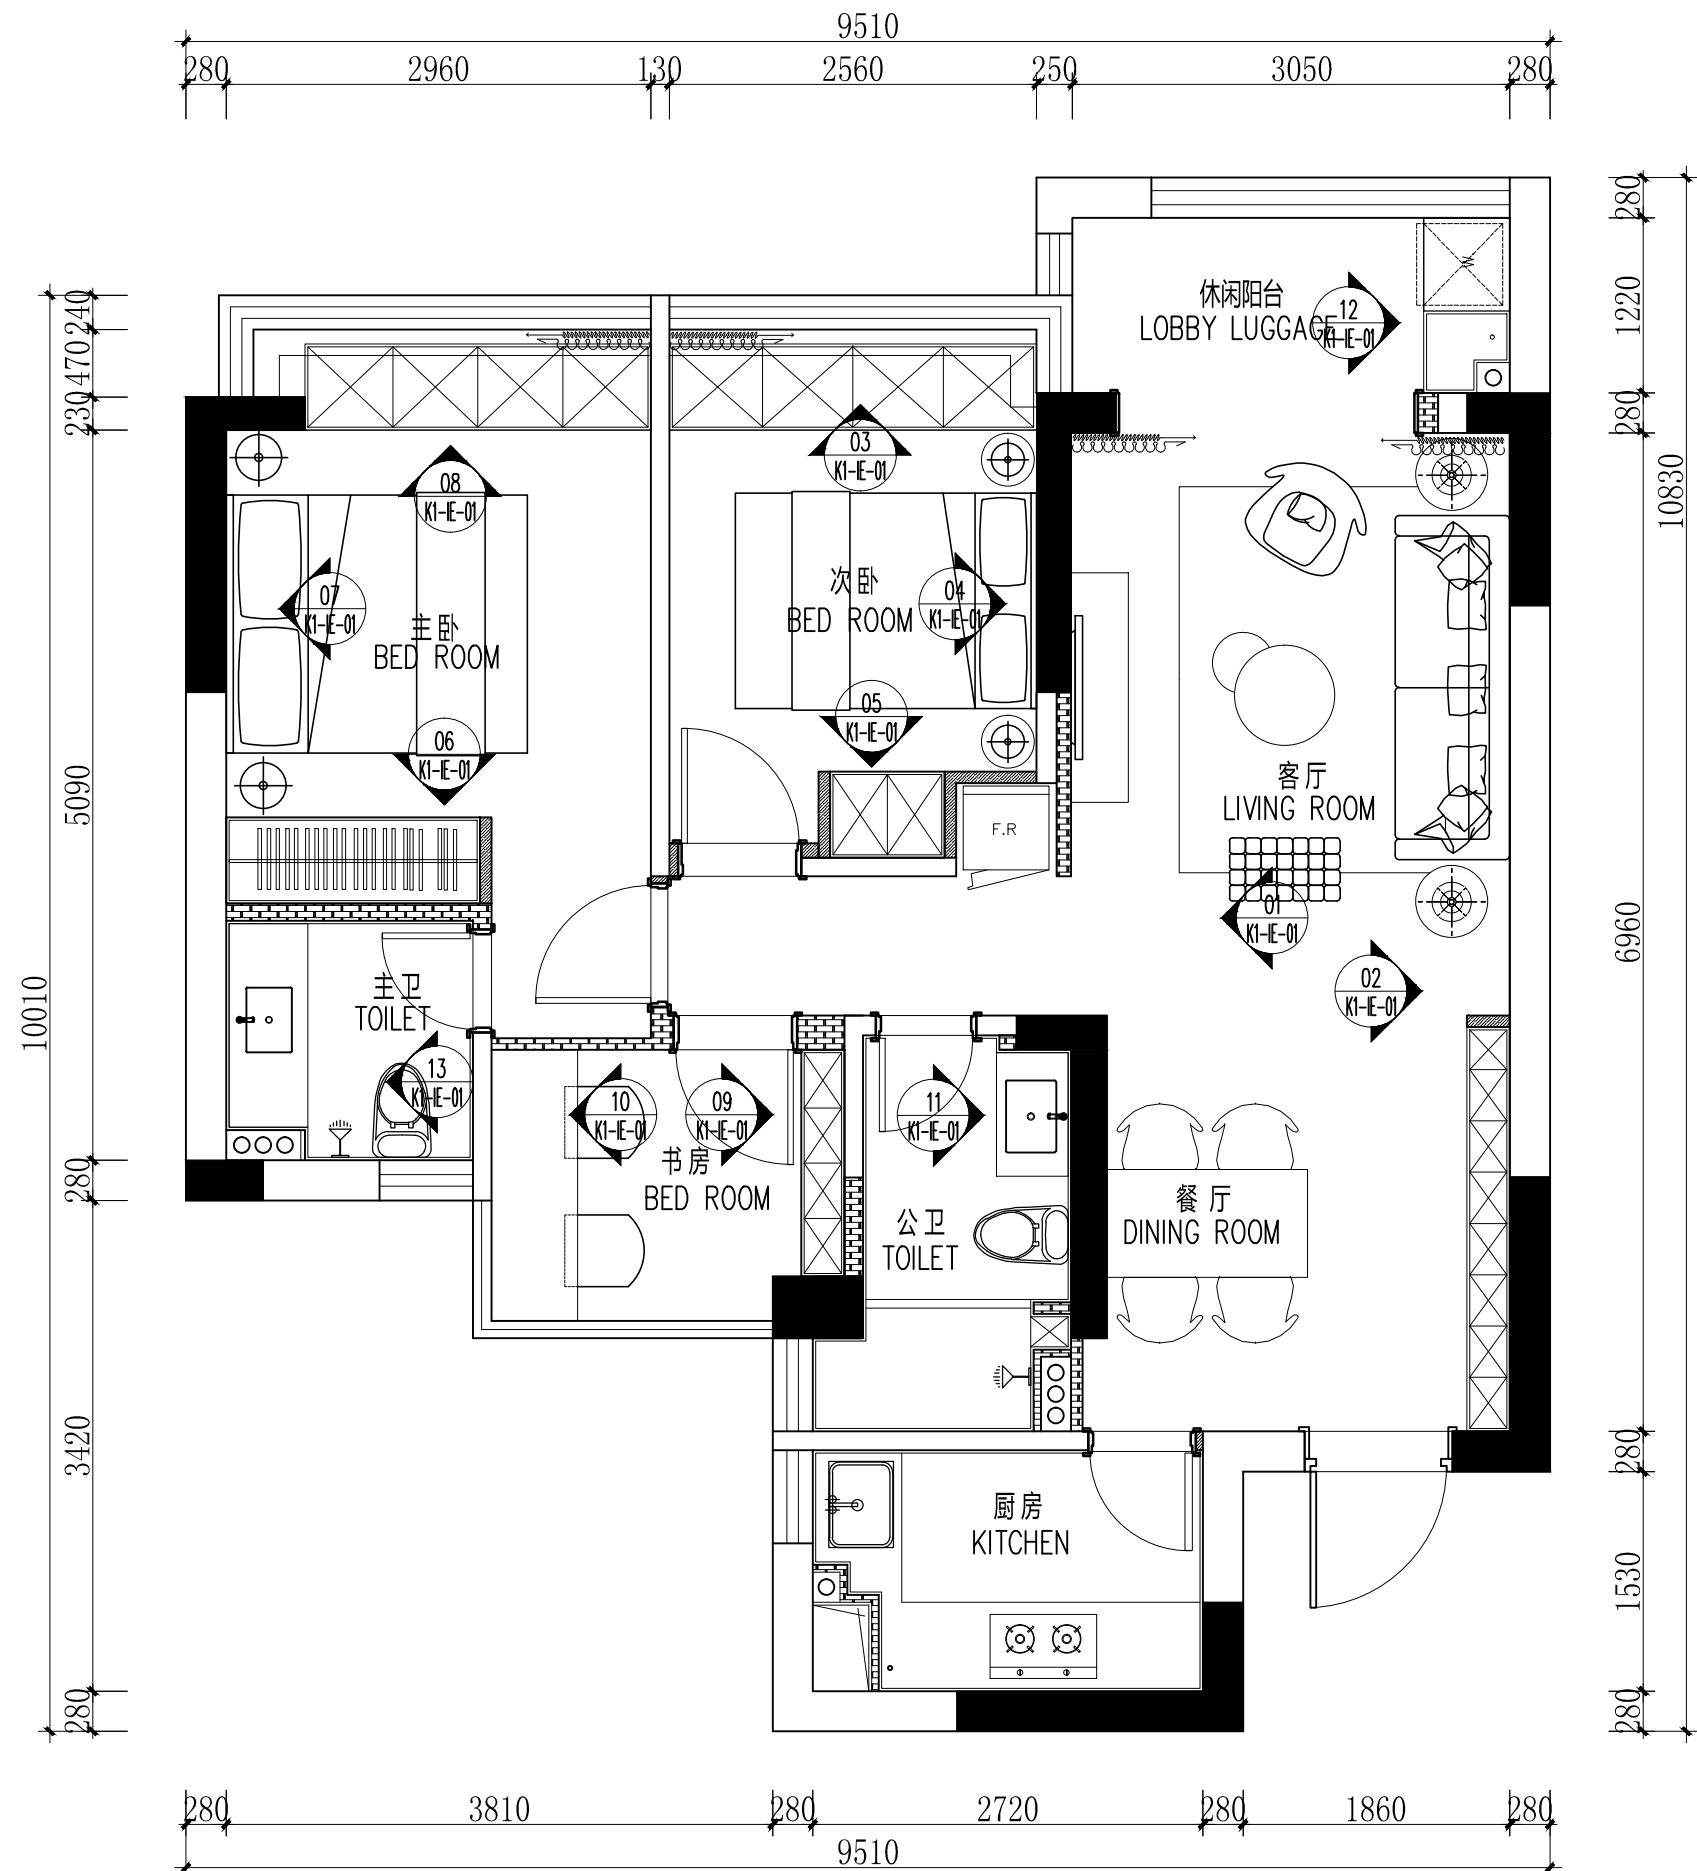 9510
280 2960 130 2560 250 3050 280
280
1220
280
6960
280
1530
280
10830
240
470
230
5090
280
3420
280
10010
休闲阳台
LOBBY LUGGAGE
12
K1-IE-01
W
03
K1-IE-01
08
K1-IE-01
次卧
BED ROOM
04
K1-IE-01
07
K1-IE-01
主卧
BED ROOM
05
K1-IE-01
06
K1-IE-01
客厅
LIVING ROOM
F.R
01
K1-IE-01
02
K1-IE-01
主卫
TOILET
13
K1-IE-01
10
K1-IE-01
09
K1-IE-01
11
K1-IE-01
书房
BED ROOM
公卫
TOILET
餐厅
DINING ROOM
厨房
KITCHEN
280 3810 280 2720 280 1860 280
9510